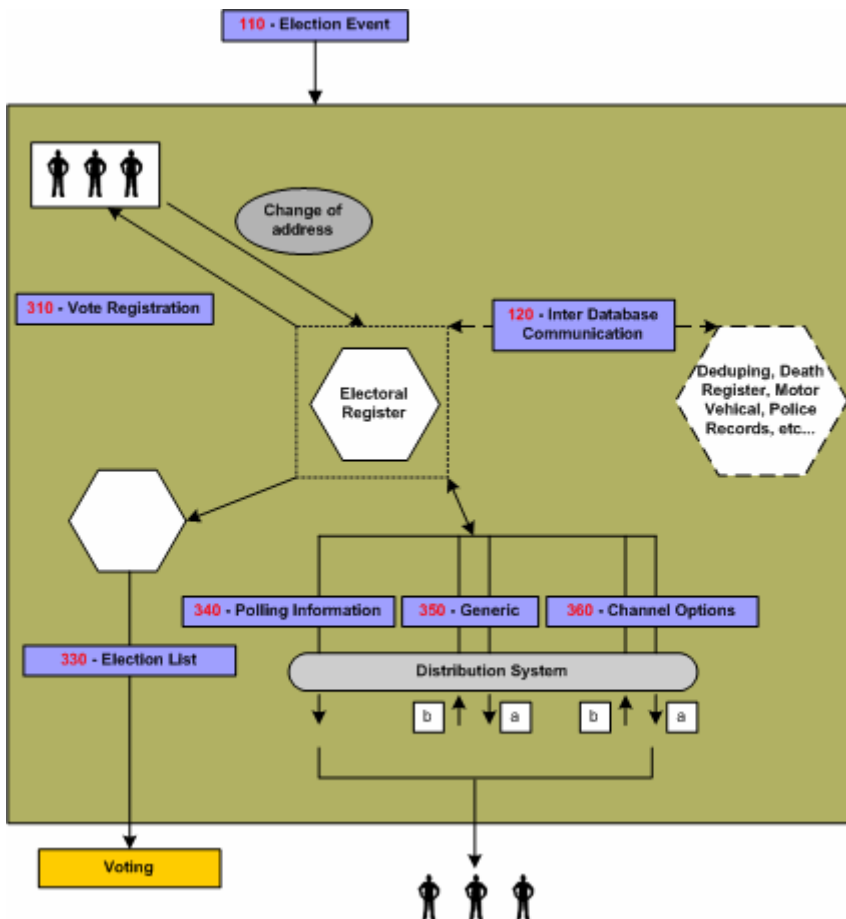 110 - Election Event
Change of
address
310 - Vote Registration
120 - Inter Database
Communication
Electoral
Register
Deduping, Death
Register, Motor
Vehical, Police
Records, etc...
340 - Polling Information
350 - Generic
360 - Channel Options
330 - Election List
Distribution System
b
a
b
a
Voting